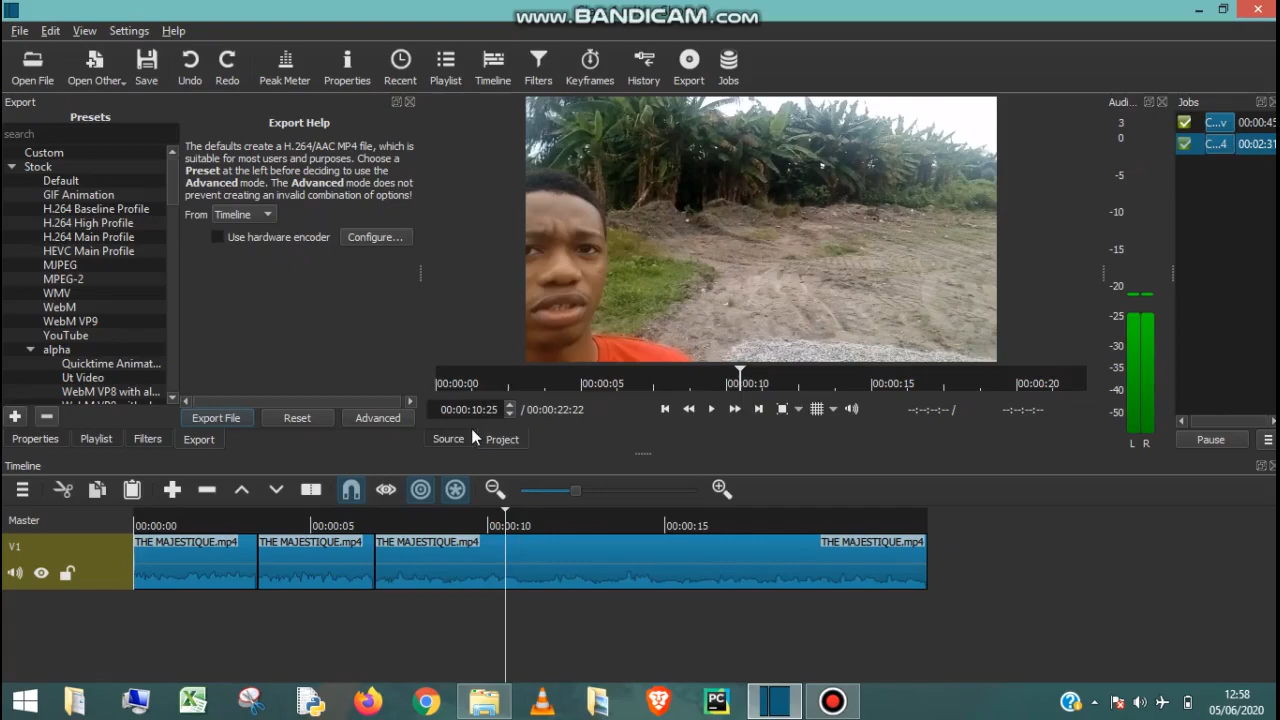 www.BANDICAM.com
File Edit View Settings Help
Open File Open Other.. Save Undo Redo Peak Meter Properties Recent Playlist Timeline Filters Keyframes History Export Jobs
Export
Presets
search
Custom
Stock
Default
GIF Animation
H.264 Baseline Profile
H.264 High Profile
H.264 Main Profile
HEVC Main Profile
MJPEG
MPEG-2
WMV
WebM
WebM VP9
YouTube
alpha
Quicktime Animat...
Ut Video
WebM VP8 with al...
Export Help
The defaults create a H.264/AAC MP4 file, which is
suitable for most users and purposes. Choose a
Preset at the left before deciding to use the
Advanced mode. The Advanced mode does not
prevent creating an invalid combination of options!
From Timeline
Use hardware encoder Configure...
Export File Reset Advanced
Properties Playlist Filters Export
00:00:00 00:00:05 00:00:10 00:00:15 00:00:20
00:00:10:25 / 00:00:22:22 --:--:--:-- / --:--:--:--
Source Project
Audi...
3
0
-5
-10
-15
-20
-25
-30
-35
-40
-50
L R
Jobs
C...v 00:00:45
C...4 00:02:31
Pause
Timeline
Master
00:00:00 00:00:05 00:00:10 00:00:15
V1
THE MAJESTIQUE.mp4 THE MAJESTIQUE.mp4 THE MAJESTIQUE.mp4 THE MAJESTIQUE.mp4
PC
12:58
05/06/2020